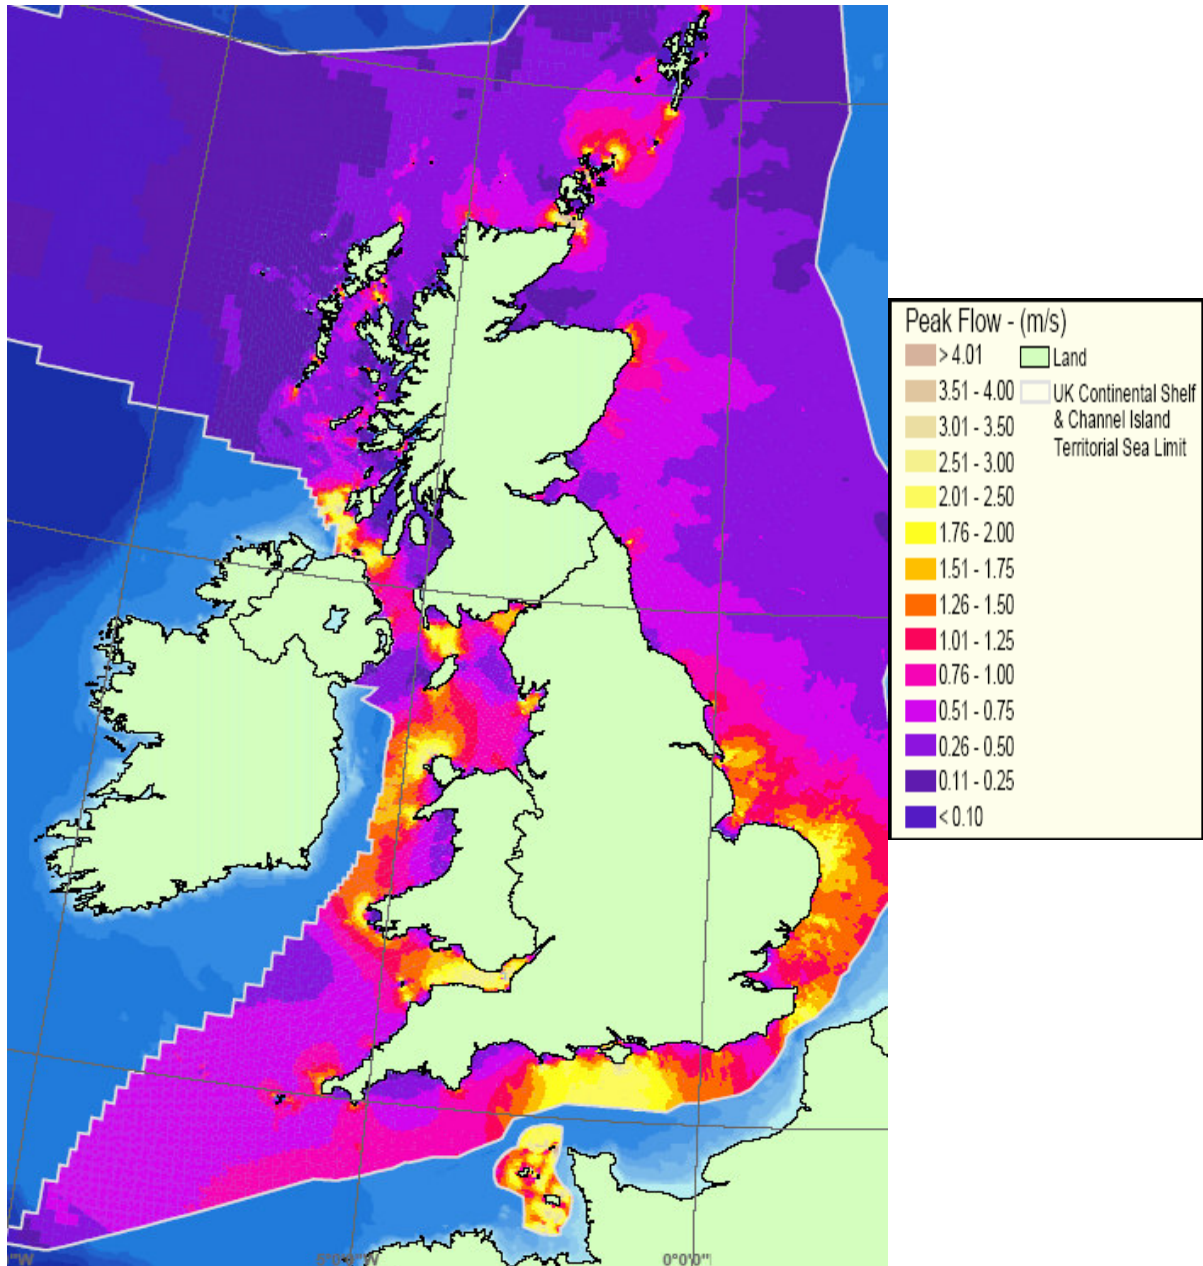 Peak Flow - (m/s)
> 4.01
Land
3.51 - 4.00
UK Continental Shelf
& Channel Island
Territorial Sea Limit
3.01 - 3.50
2.51 - 3.00
2.01 - 2.50
1.76 - 2.00
1.51 - 1.75
1.26 - 1.50
1.01 - 1.25
0.76 - 1.00
0.51 - 0.75
0.26 - 0.50
0.11 - 0.25
< 0.10
"W
0°0'0"